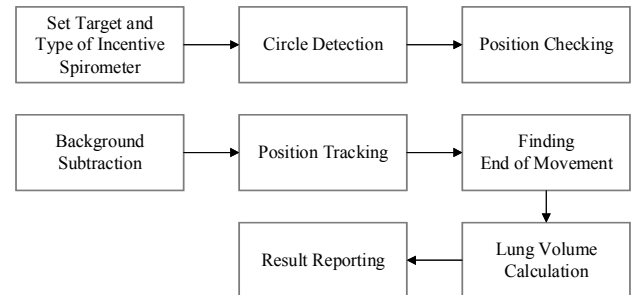 Set Target and
Type of Incentive
Spirometer
Circle Detection
Position Checking
Background
Subtraction
Position Tracking
Finding
End of Movement
Result Reporting
Lung Volume
Calculation